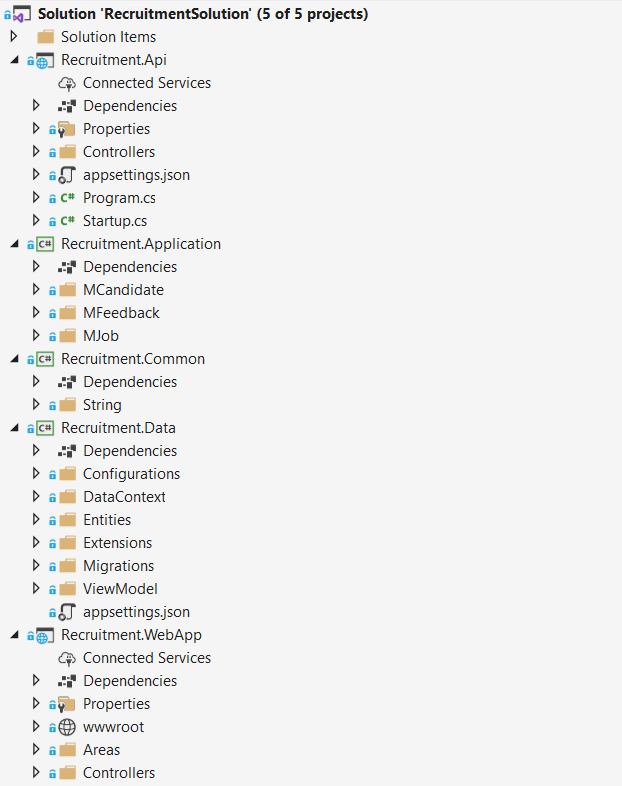 Solution 'RecruitmentSolution' (5 of 5 projects)
Solution Items
Recruitment.Api
Connected Services
Dependencies
Properties
Controllers
appsettings.json
C# Program.cs
C# Startup.cs
C# Recruitment.Application
Dependencies
MCandidate
MFeedback
MJob
C# Recruitment.Common
Dependencies
String
C# Recruitment.Data
Dependencies
Configurations
DataContext
Entities
Extensions
Migrations
ViewModel
appsettings.json
Recruitment.WebApp
Connected Services
Dependencies
Properties
wwwroot
Areas
Controllers